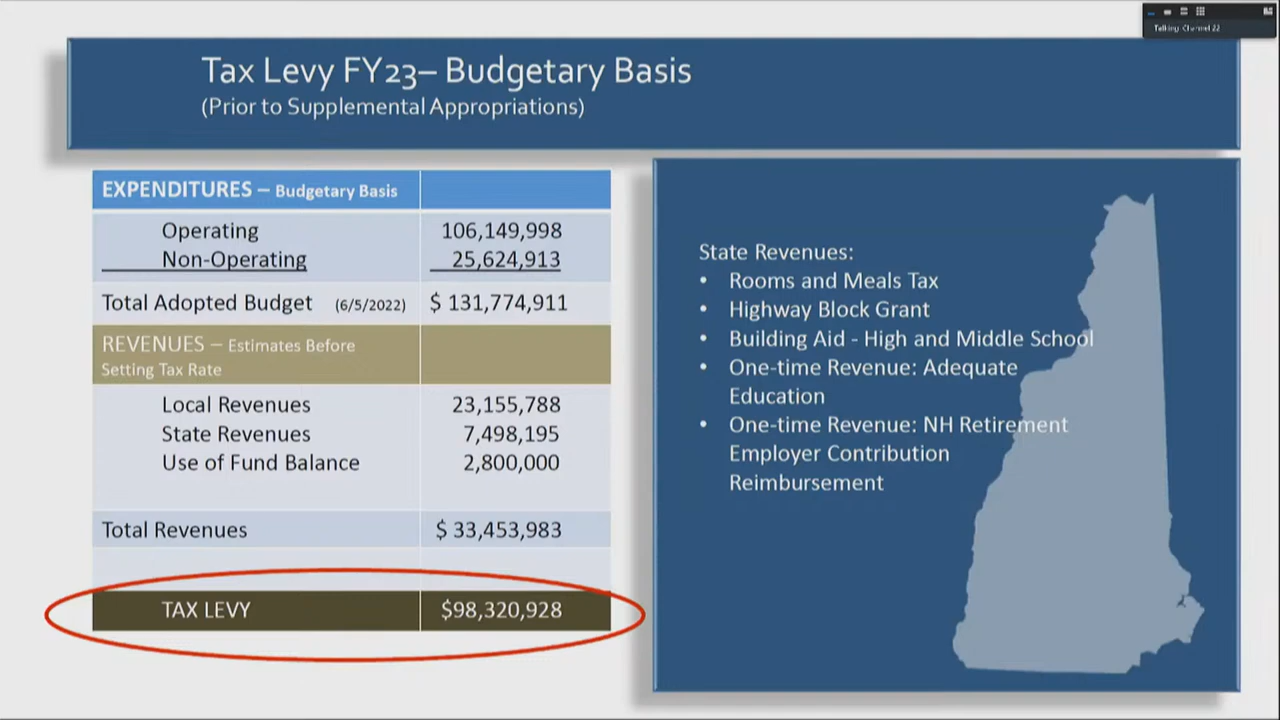 Talking: Channel 22
Tax Levy FY23– Budgetary Basis
(Prior to Supplemental Appropriations)
EXPENDITURES – Budgetary Basis
Operating 106,149,998
Non-Operating 25,624,913
Total Adopted Budget (6/5/2022) $ 131,774,911
REVENUES – Estimates Before
Setting Tax Rate
Local Revenues 23,155,788
State Revenues 7,498,195
Use of Fund Balance 2,800,000
Total Revenues $ 33,453,983
TAX LEVY $98,320,928
State Revenues:
• Rooms and Meals Tax
• Highway Block Grant
• Building Aid - High and Middle School
• One-time Revenue: Adequate
Education
• One-time Revenue: NH Retirement
Employer Contribution
Reimbursement